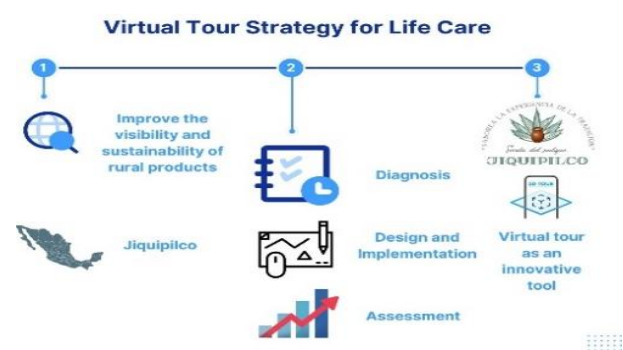 Virtual Tour Strategy for Life Care
1
2
3
Improve the
visibility and
sustainability of
rural products
Jiquipilco
Diagnosis
Design and
Implementation
Assessment
JIQUIPILCO
Virtual tour
as an
innovative
tool